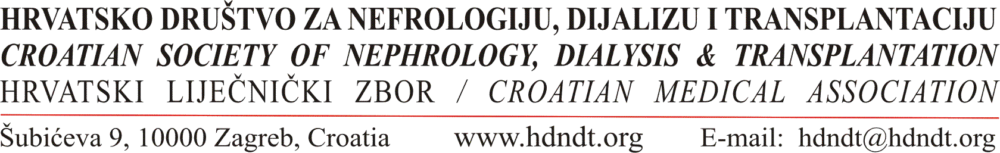 HRVATSKO DRUŠTVO ZA NEFROLOGIJU, DIJALIZU I TRANSPLANTACIJU
CROATIAN SOCIETY OF NEPHROLOGY, DIALYSIS & TRANSPLANTATION
HRVATSKI LIJEČNIČKI ZBOR / CROATIAN MEDICAL ASSOCIATION
Šubićeva 9, 10000 Zagreb, Croatia www.hdndt.org E-mail: hdndt@hdndt.org